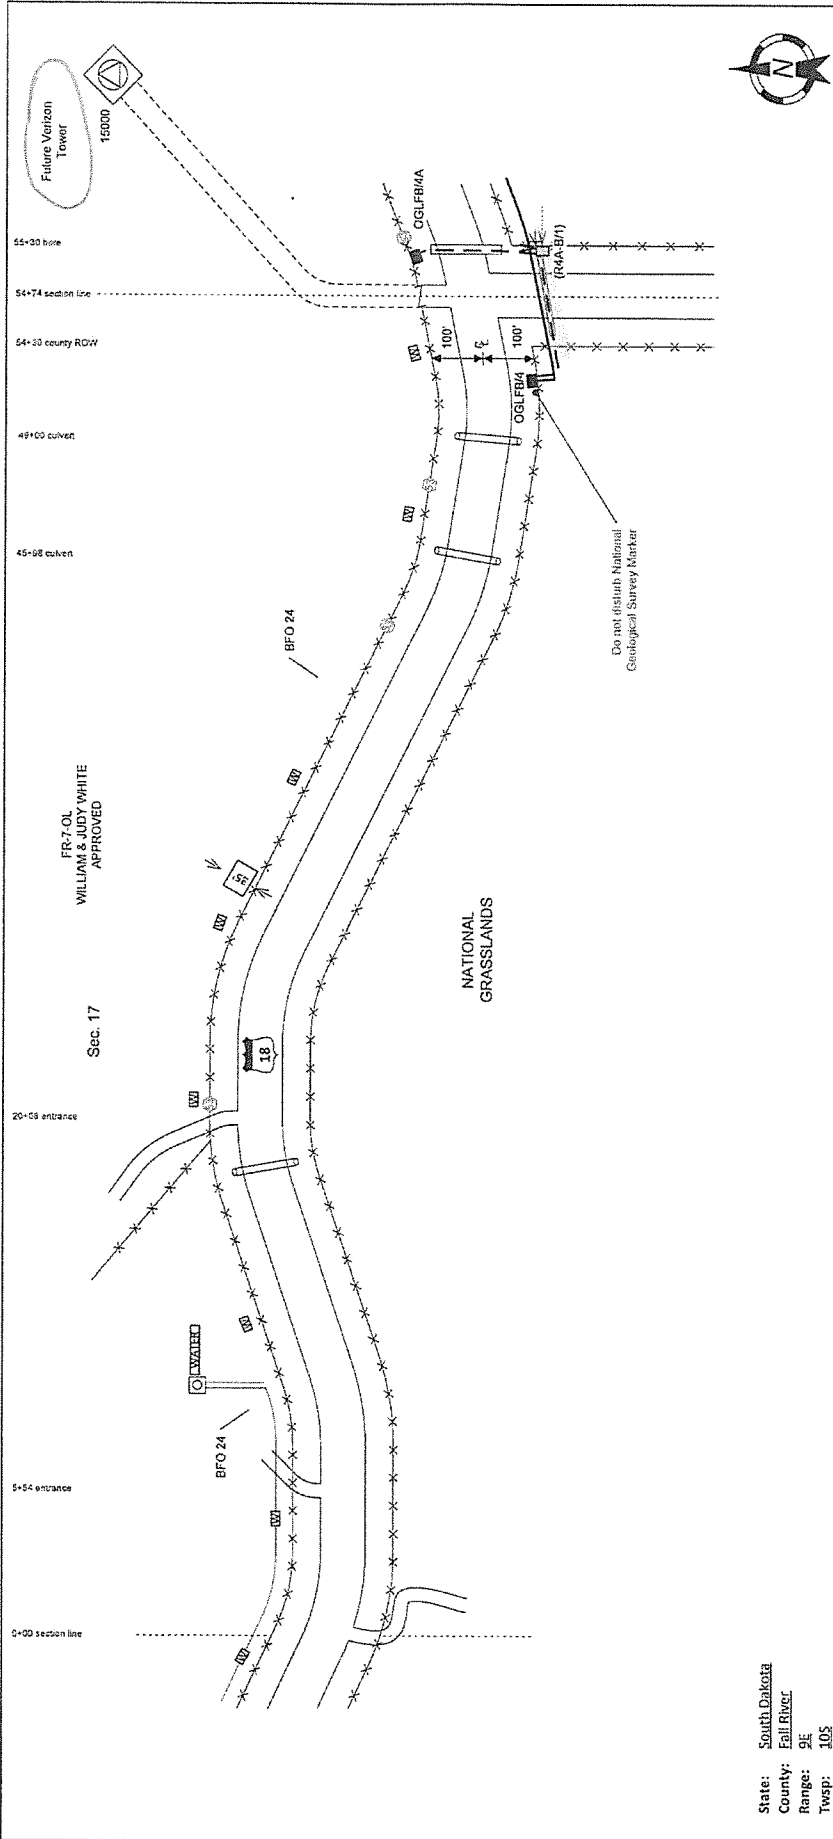 Future Verizon
Tower
15000
55+30 bore
54+74 section line
54+30 county ROW
49+00 culvert
45+98 culvert
20+58 entrance
5+54 entrance
0+00 section line
N
OGLFB/4A
(R4A-B/1)
100'
100'
OGLFB/4
W
W
Do not disturb National
Geological Survey Marker
BFO 24
W
FR-7-OL
WILLIAM & JUDY WHITE
APPROVED
35'
W
NATIONAL
GRASSLANDS
Sec. 17
18
W
W
WATER
BFO 24
W
W
State: South Dakota
County: Fall River
Range: 9E
Twsp: 10S